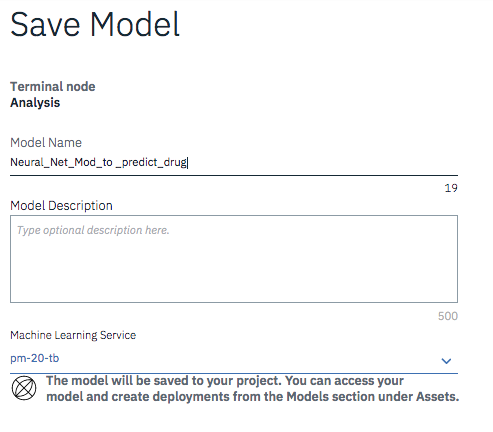 Save Model
Terminal node
Analysis
Model Name
Neural_Net_Mod_to _predict_drug
19
Model Description
Type optional description here.
500
Machine Learning Service
pm-20-tb
The model will be saved to your project. You can access your
model and create deployments from the Models section under Assets.